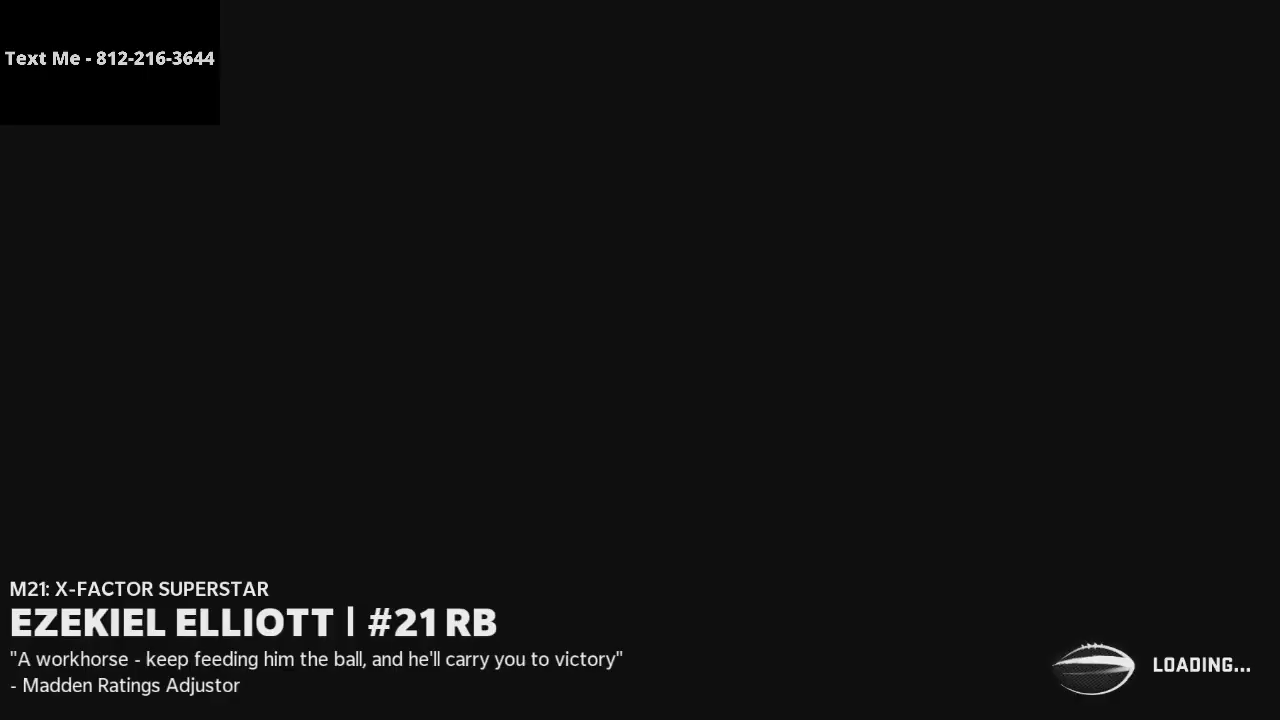 Text Me - 812-216-3644
M21: X-FACTOR SUPERSTAR
EZEKIEL ELLIOTT | #21 RB
"A workhorse - keep feeding him the ball, and he'll carry you to victory"
- Madden Ratings Adjustor
LOADING...